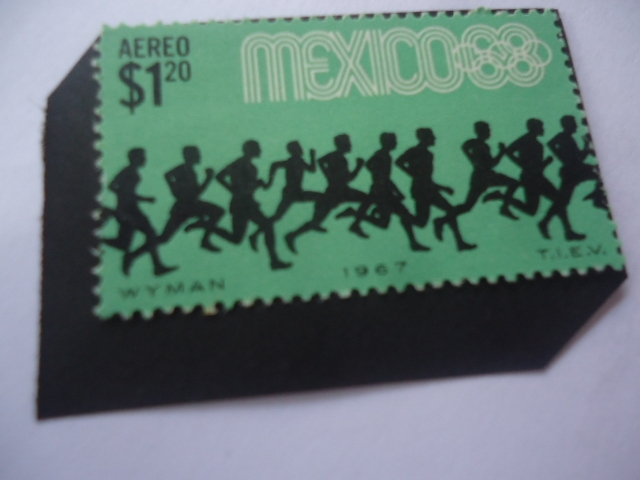 AEREO
$1.20
MEXICO68
WYMAN
1967
T.I.E.V.